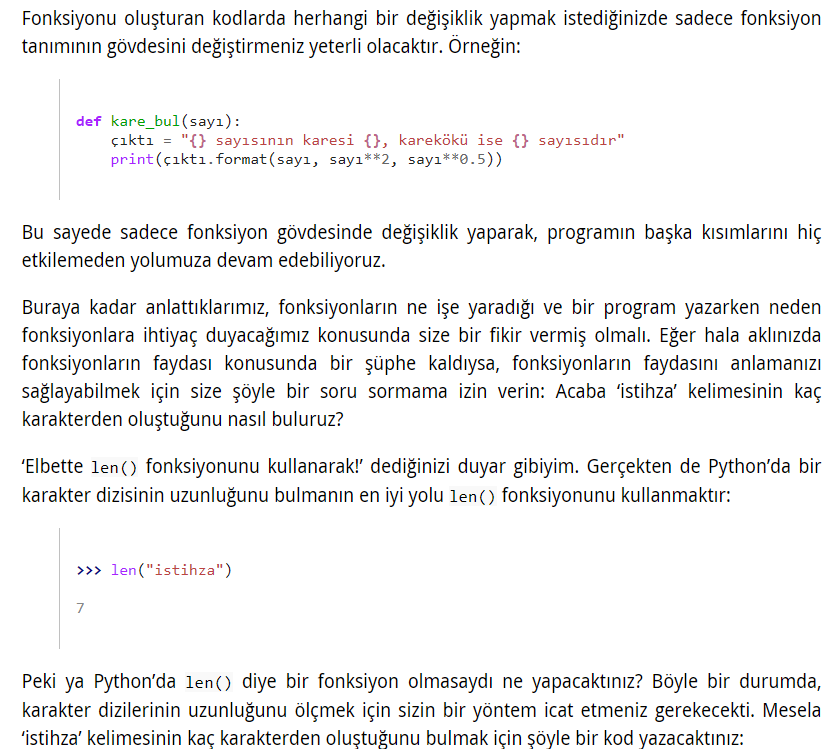 Fonksiyonu oluşturan kodlarda herhangi bir değişiklik yapmak istediğinizde sadece fonksiyon
tanımının gövdesini değiştirmeniz yeterli olacaktır. Örneğin:
def kare_bul(sayı):
    çıktı = "{} sayısının karesi {}, karekökü ise {} sayısıdır"
    print(çıktı.format(sayı, sayı**2, sayı**0.5))
Bu sayede sadece fonksiyon gövdesinde değişiklik yaparak, programın başka kısımlarını hiç
etkilemeden yolumuza devam edebiliyoruz.
Buraya kadar anlattıklarımız, fonksiyonların ne işe yaradığı ve bir program yazarken neden
fonksiyonlara ihtiyaç duyacağımız konusunda size bir fikir vermiş olmalı. Eğer hala aklınızda
fonksiyonların faydası konusunda bir şüphe kaldıysa, fonksiyonların faydasını anlamanızı
sağlayabilmek için size şöyle bir soru sormama izin verin: Acaba ‘istihza’ kelimesinin kaç
karakterden oluştuğunu nasıl buluruz?
‘Elbette len() fonksiyonunu kullanarak!’ dediğinizi duyar gibiyim. Gerçekten de Python’da bir
karakter dizisinin uzunluğunu bulmanın en iyi yolu len() fonksiyonunu kullanmaktır:
>>> len("istihza")
7
Peki ya Python’da len() diye bir fonksiyon olmasaydı ne yapacaktınız? Böyle bir durumda,
karakter dizilerinin uzunluğunu ölçmek için sizin bir yöntem icat etmeniz gerekecekti. Mesela
‘istihza’ kelimesinin kaç karakterden oluştuğunu bulmak için şöyle bir kod yazacaktınız: